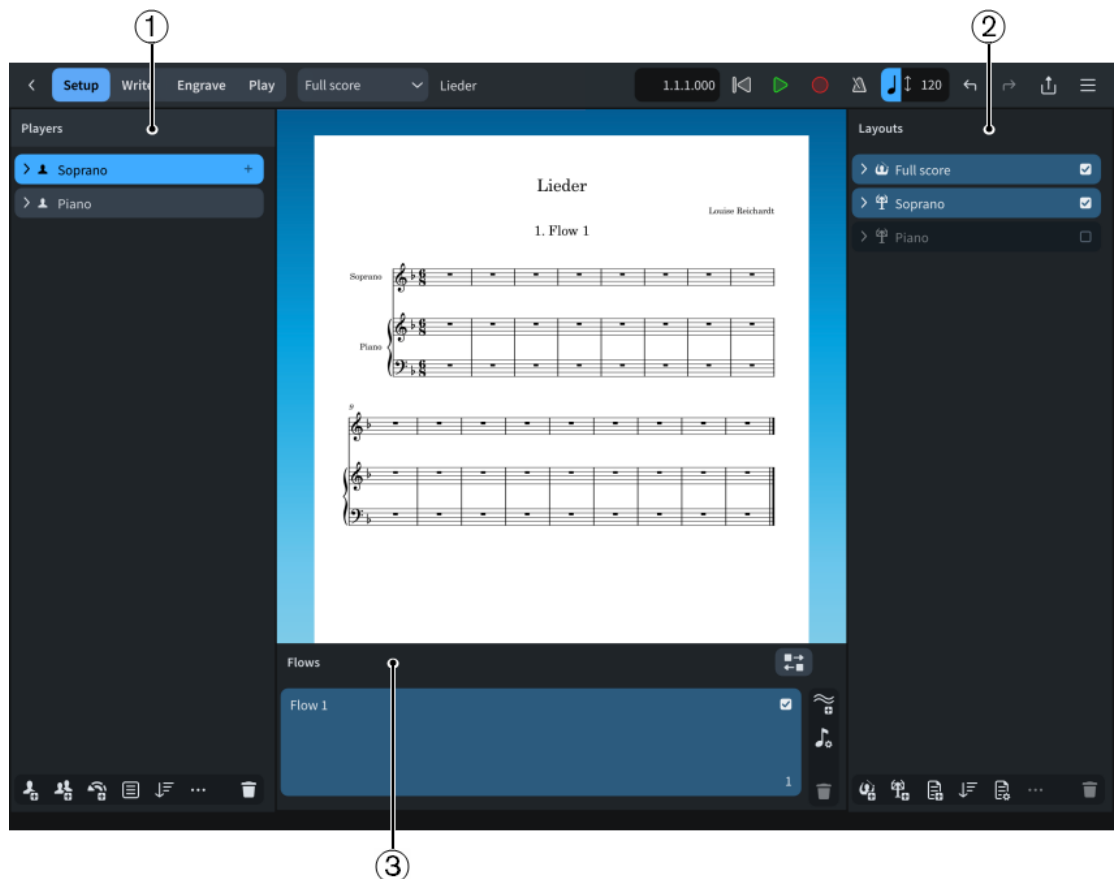 1 2
Setup Write Engrave Play Full score Lieder 1.1.1.000 120
Players
Soprano
Piano
Lieder
Louise Reichardt
1. Flow 1
Soprano
Piano
9
Layouts
Full score
Soprano
Piano
Flows
Flow 1
1
3